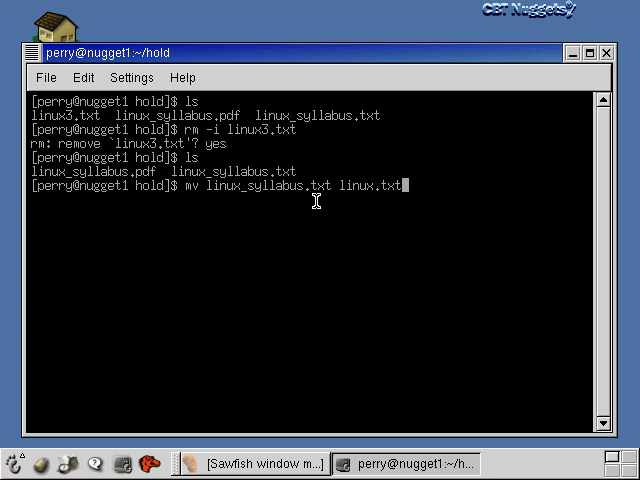 CBT Nuggets
perry@nugget1:~/hold
File Edit Settings Help
[perry@nugget1 hold]$ ls
linux3.txt linux_syllabus.pdf linux_syllabus.txt
[perry@nugget1 hold]$ rm -i linux3.txt
rm: remove `linux3.txt'? yes
[perry@nugget1 hold]$ ls
linux_syllabus.pdf linux_syllabus.txt
[perry@nugget1 hold]$ mv linux_syllabus.txt linux.txt
[Sawfish window m...] perry@nugget1:~/h...